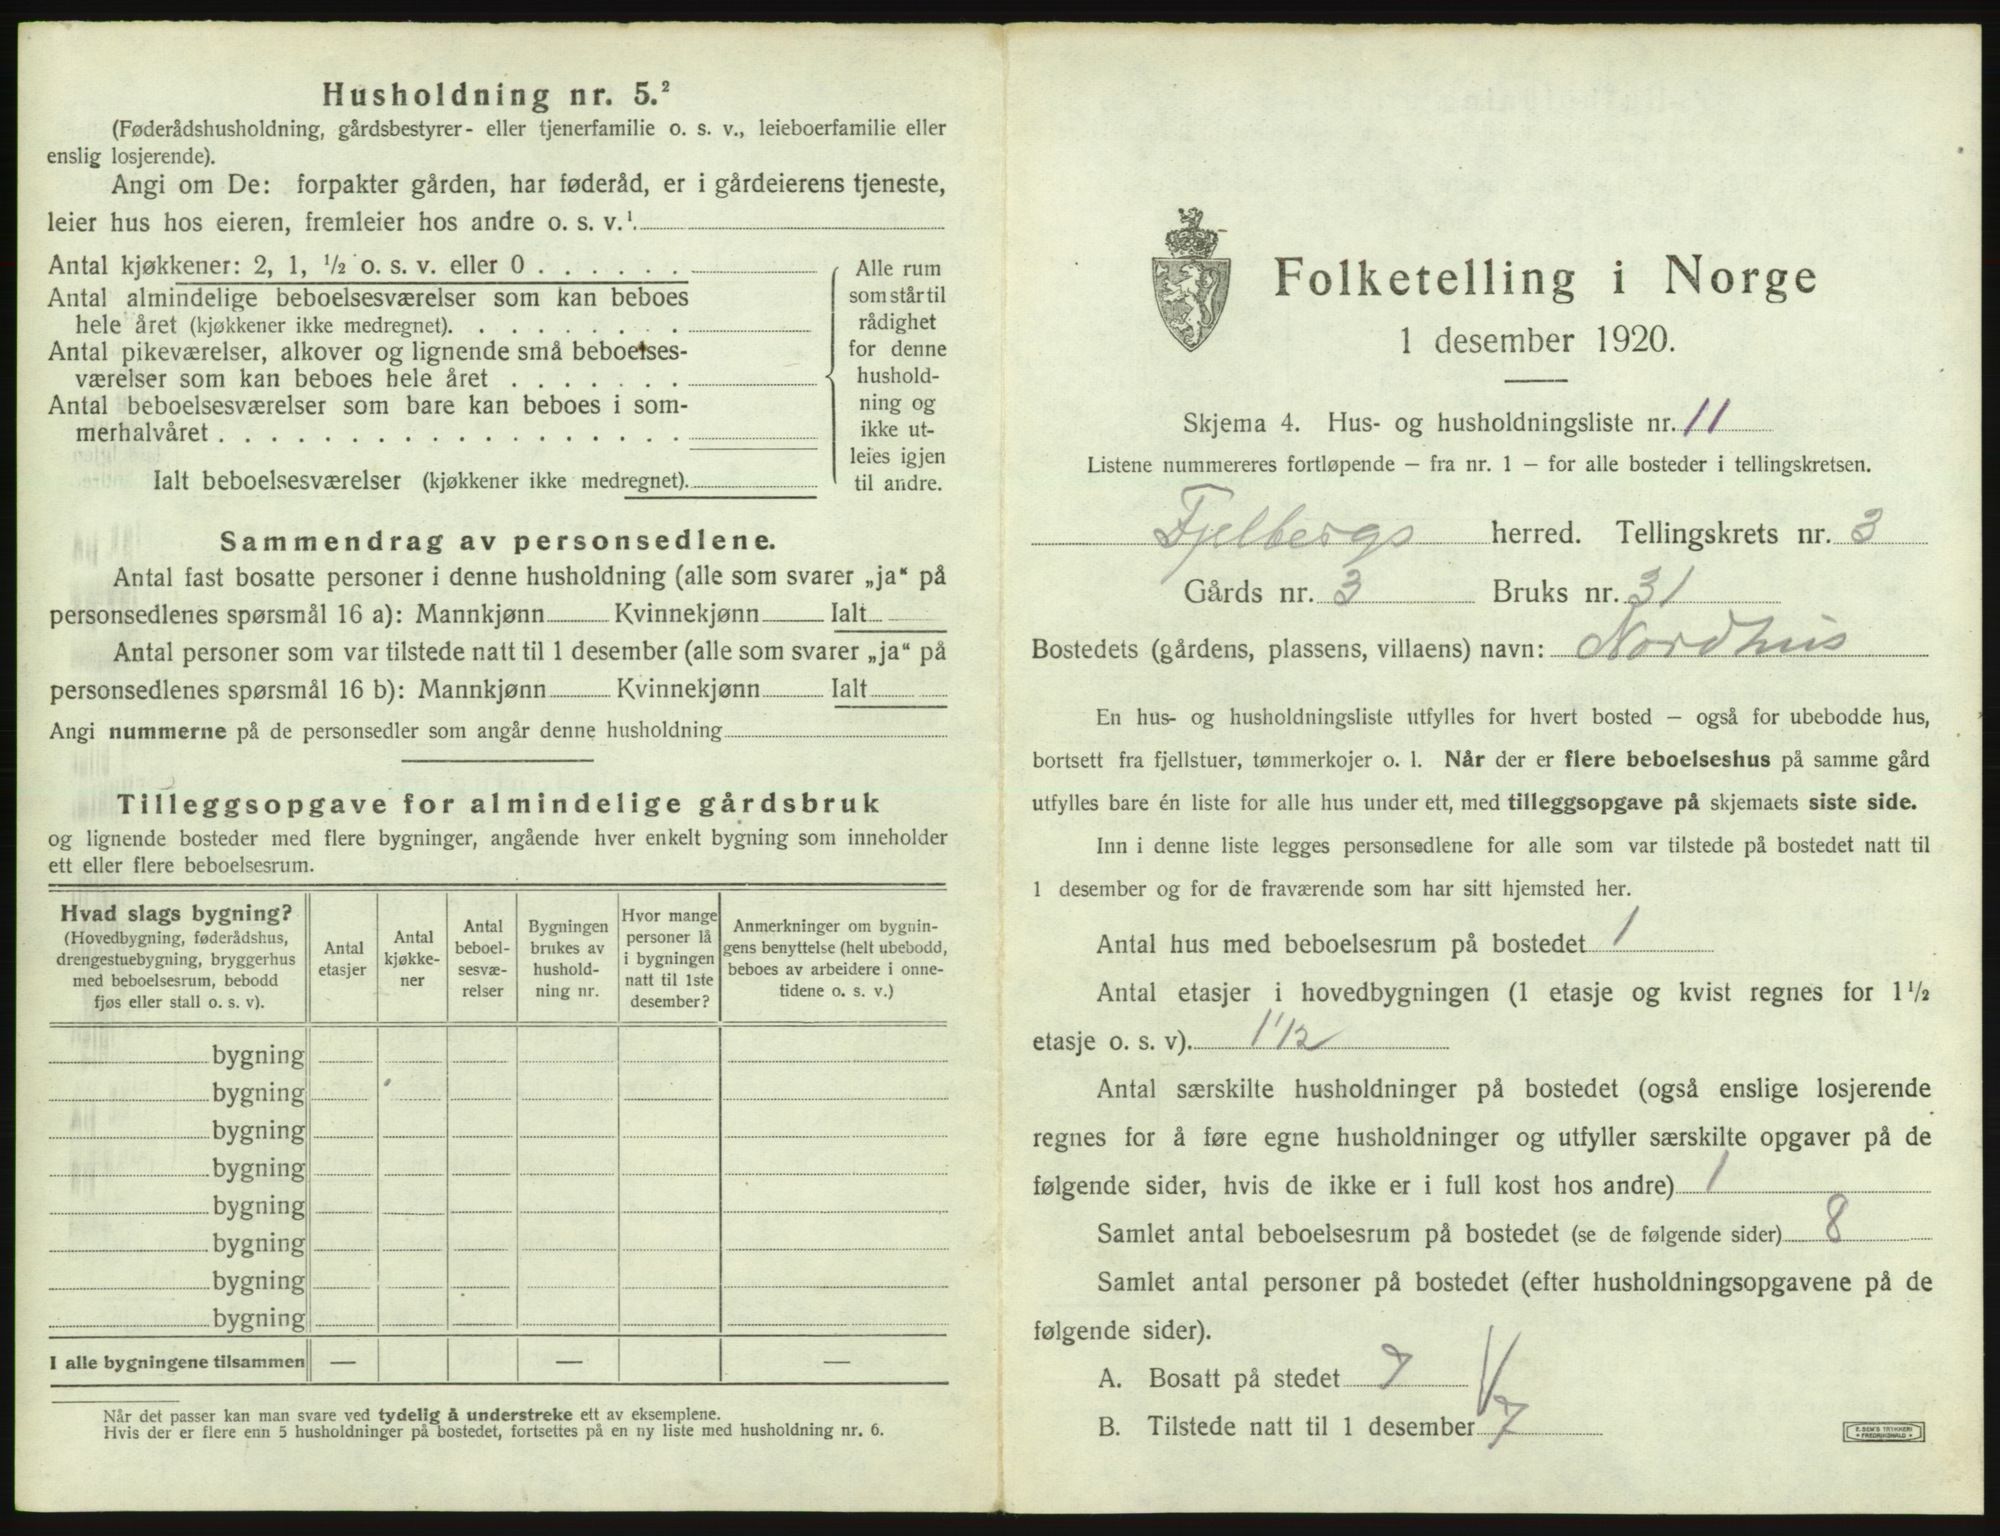 Husholdning nr. 5.²
(Føderådshusholdning, gårdsbestyrer- eller tjenerfamilie o. s. v., leieboerfamilie eller
enslig losjerende).
Angi om De: forpakter gården, har føderåd, er i gårdeierens tjeneste,
leier hus hos eieren, fremleier hos andre o. s. v.¹
Antal kjøkkener: 2, 1, ½ o. s. v. eller 0 . . . . . .
Antal almindelige beboelsesværelser som kan beboes
hele året (kjøkkener ikke medregnet). . . . . . . . .
Antal pikeværelser, alkover og lignende små beboelses-
værelser som kan beboes hele året . . . . . . .
Antal beboelsesværelser som bare kan beboes i som-
merhalvåret . . . . . . . . . . . . . . . . . .
Ialt beboelsesværelser (kjøkkener ikke medregnet).
Alle rum
som står til
rådighet
for denne
hushold-
ning og
ikke ut-
leies igjen
til andre.
Sammendrag av personsedlene.
Antal fast bosatte personer i denne husholdning (alle som svarer „ja“ på
personsedlenes spørsmål 16 a): Mannkjønn Kvinnekjønn Ialt
Antal personer som var tilstede natt til 1 desember (alle som svarer „ja“ på
personsedlenes spørsmål 16 b): Mannkjønn Kvinnekjønn Ialt
Angi nummerne på de personsedler som angår denne husholdning
Tilleggsopgave for almindelige gårdsbruk
og lignende bosteder med flere bygninger, angående hver enkelt bygning som inneholder
ett eller flere beboelsesrum.
Hvad slags bygning?
(Hovedbygning, føderådshus,
drengestuebygning, bryggerhus
med beboelsesrum, bebodd
fjøs eller stall o. s. v).
Antal
etasjer
Antal
kjøkke-
ner
Antal
beboel-
sesvæ-
relser
Bygningen
brukes av
hushold-
ning nr.
Hvor mange
personer lå
i bygningen
natt til 1ste
desember?
Anmerkninger om bygnin-
gens benyttelse (helt ubebodd,
beboes av arbeidere i onne-
tidene o. s. v.)
bygning
bygning
bygning
bygning
bygning
bygning
bygning
bygning
I alle bygningene tilsammen — — —
Når det passer kan man svare ved tydelig å understreke ett av eksemplene.
Hvis der er flere enn 5 husholdninger på bostedet, fortsettes på en ny liste med husholdning nr. 6.
Folketelling i Norge
1 desember 1920.
Skjema 4. Hus- og husholdningsliste nr. 11
Listene nummereres fortløpende – fra nr. 1 – for alle bosteder i tellingskretsen.
Fjelbergs herred. Tellingskrets nr. 3
Gårds nr. 3 Bruks nr. 31
Bostedets (gårdens, plassens, villaens) navn: Nordhus
En hus- og husholdningsliste utfylles for hvert bosted – også for ubebodde hus,
bortsett fra fjellstuer, tømmerkojer o. l. Når der er flere beboelseshus på samme gård
utfylles bare én liste for alle hus under ett, med tilleggsopgave på skjemaets siste side.
Inn i denne liste legges personsedlene for alle som var tilstede på bostedet natt til
1 desember og for de fraværende som har sitt hjemsted her.
Antal hus med beboelsesrum på bostedet 1
Antal etasjer i hovedbygningen (1 etasje og kvist regnes for 1½
etasje o. s. v). 1 1/2
Antal særskilte husholdninger på bostedet (også enslige losjerende
regnes for å føre egne husholdninger og utfyller særskilte opgaver på de
følgende sider, hvis de ikke er i full kost hos andre) 1
Samlet antal beboelsesrum på bostedet (se de følgende sider) 8
Samlet antal personer på bostedet (efter husholdningsopgavene på de
følgende sider).
A. Bosatt på stedet 7
B. Tilstede natt til 1 desember 7
E. SEM'S TRYKKERI
FREDRIKSHALD